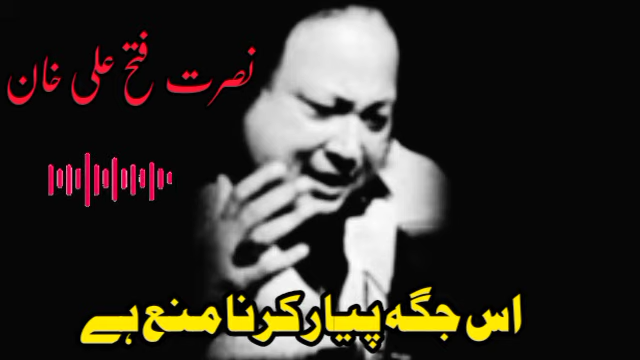 نصرت فتح علی خان
اس جگہ پیار کرنا منع ہے